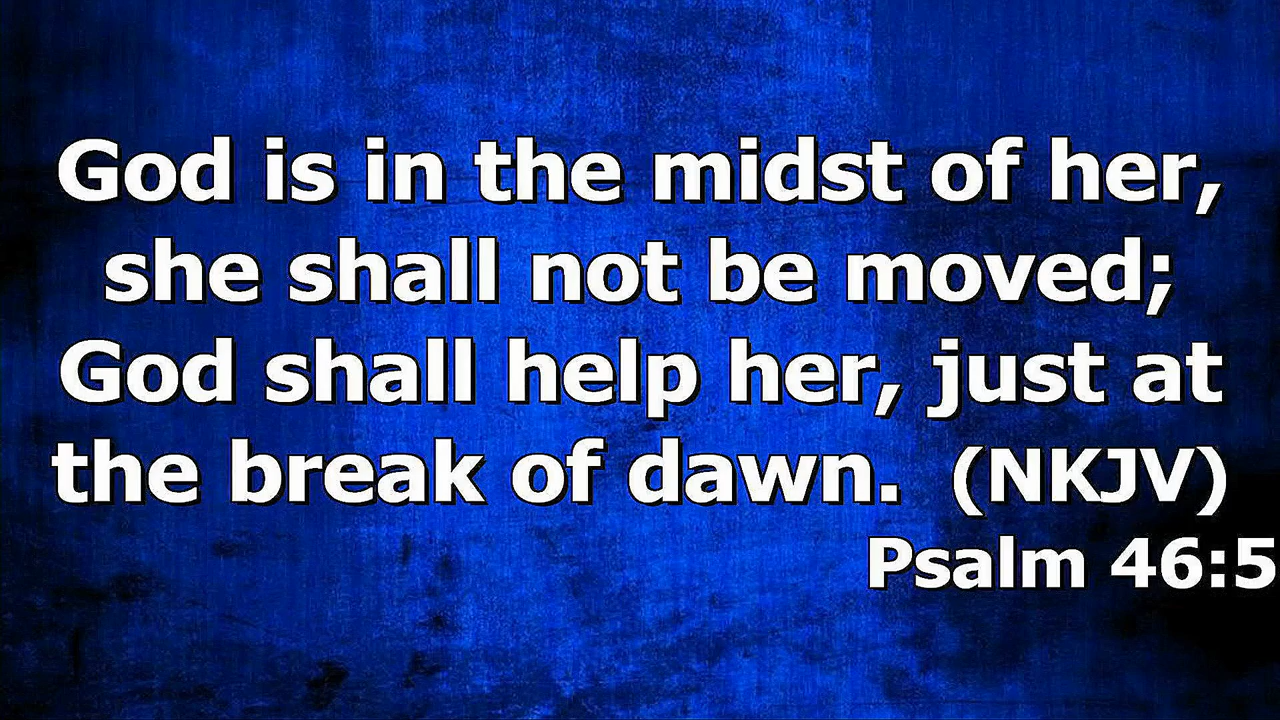 God is in the midst of her,
she shall not be moved;
God shall help her, just at
the break of dawn.  (NKJV)
Psalm 46:5